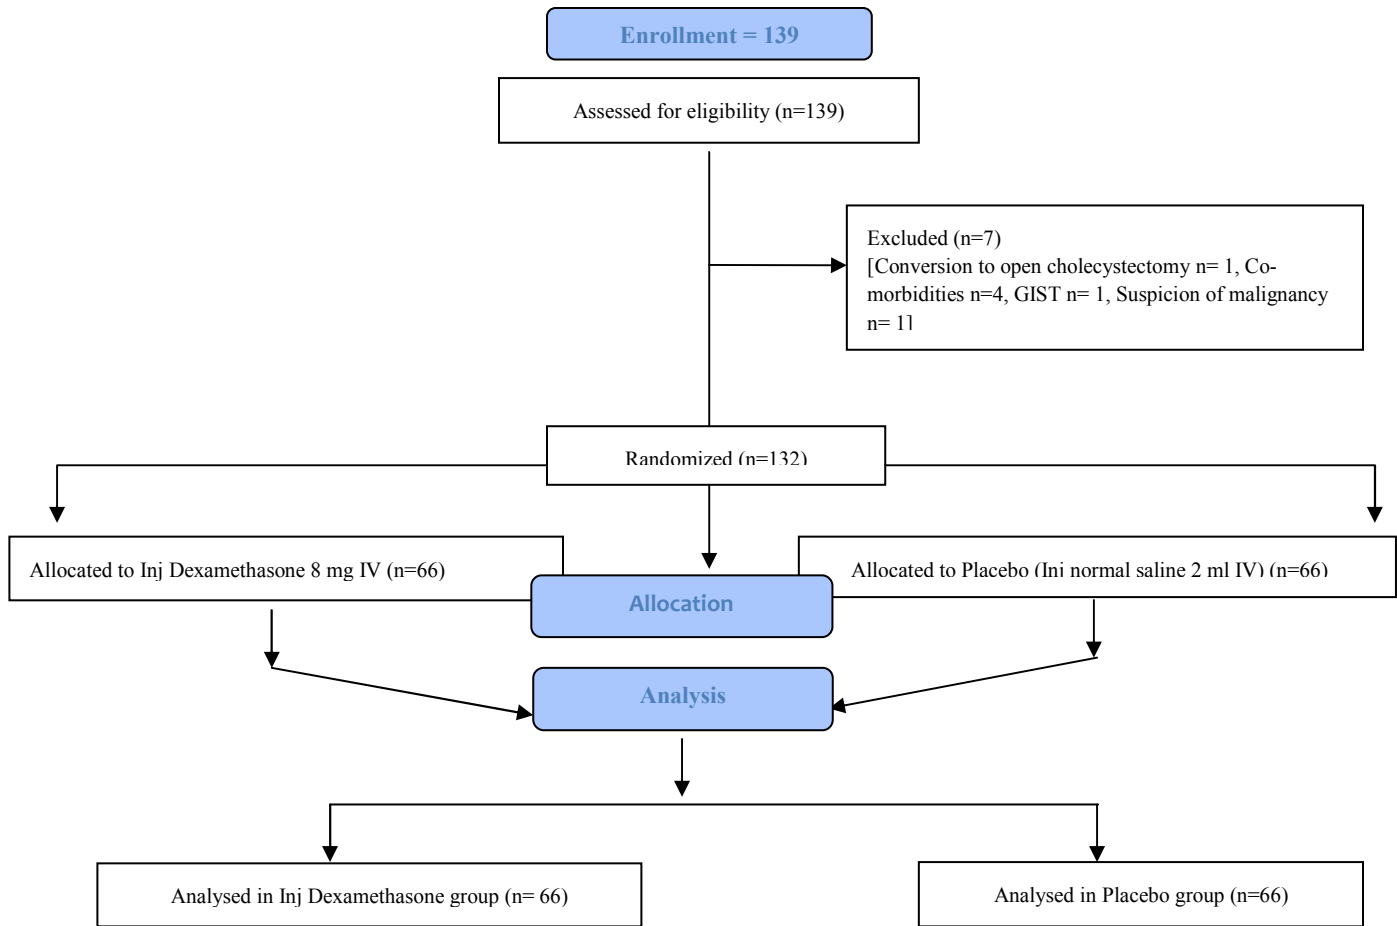 Enrollment = 139
Assessed for eligibility (n=139)
Excluded (n=7)
[Conversion to open cholecystectomy n= 1, Co-
morbidities n=4, GIST n= 1, Suspicion of malignancy
n= 1]
Randomized (n=132)
Allocated to Inj Dexamethasone 8 mg IV (n=66)
Allocated to Placebo (Inj normal saline 2 ml IV) (n=66)
Allocation
Analysis
Analysed in Inj Dexamethasone group (n= 66)
Analysed in Placebo group (n=66)